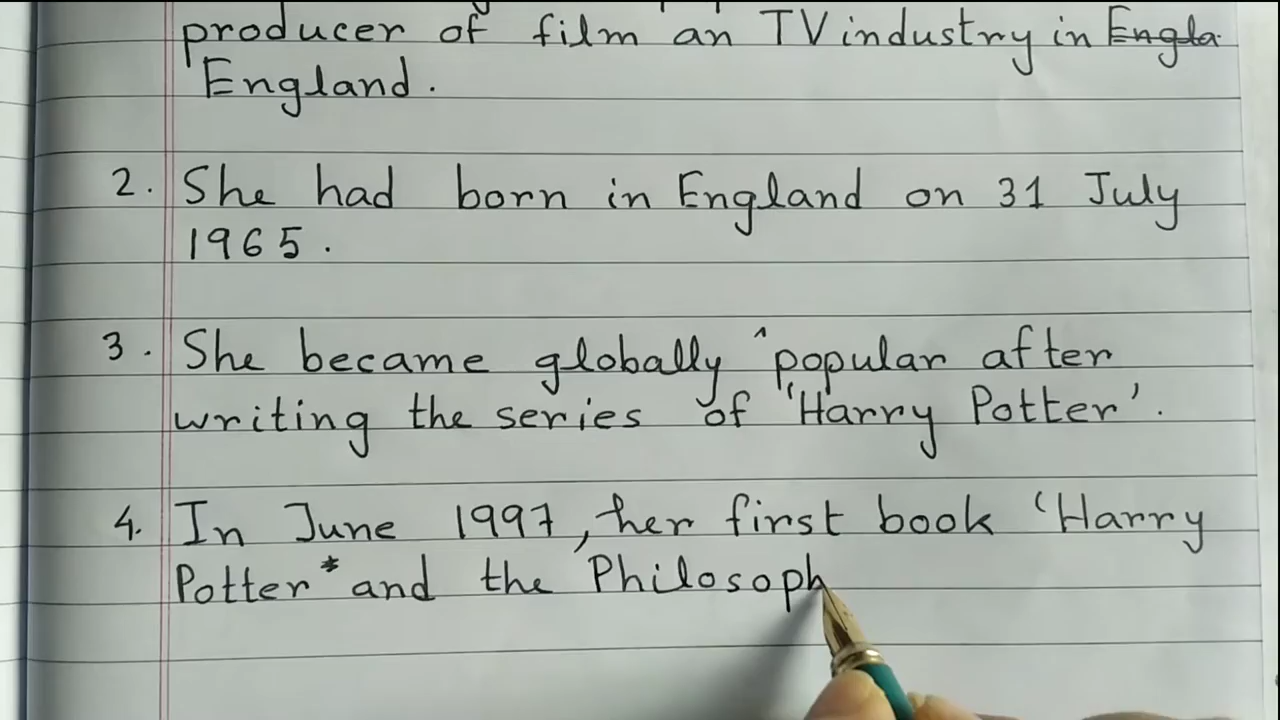 producer of film an TV industry in Engla
England.
2. She had born in England on 31 July
1965.
3. She became globally ^popular after
writing the series of 'Harry Potter'.
4. In June 1997, her first book 'Harry
Potter* and the Philosoph